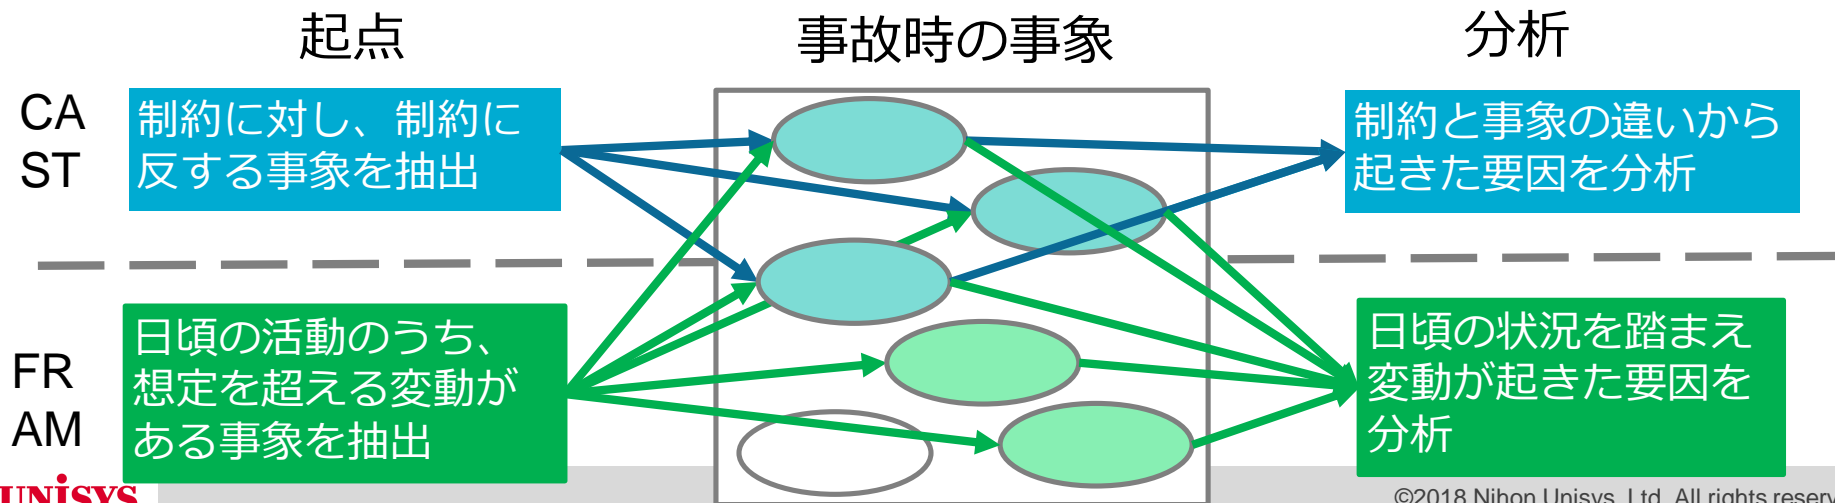 起点
事故時の事象
分析
CA
ST
制約に対し、制約に
反する事象を抽出
制約と事象の違いから
起きた要因を分析
FR
AM
日頃の活動のうち、
想定を超える変動が
ある事象を抽出
日頃の状況を踏まえ
変動が起きた要因を
分析
UNISYS
©2018 Nihon Unisys, Ltd. All rights reserv